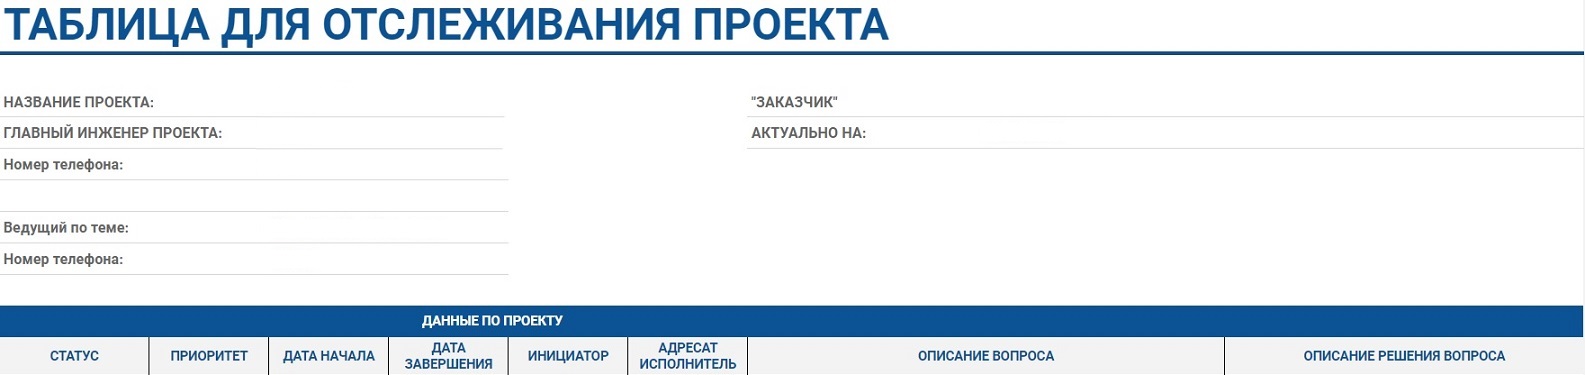 ТАБЛИЦА ДЛЯ ОТСЛЕЖИВАНИЯ ПРОЕКТА
НАЗВАНИЕ ПРОЕКТА:
"ЗАКАЗЧИК"
ГЛАВНЫЙ ИНЖЕНЕР ПРОЕКТА:
АКТУАЛЬНО НА:
Номер телефона:
Ведущий по теме:
Номер телефона:
ДАННЫЕ ПО ПРОЕКТУ
СТАТУС
ПРИОРИТЕТ
ДАТА НАЧАЛА
ДАТА
ЗАВЕРШЕНИЯ
ИНИЦИАТОР
АДРЕСАТ
ИСПОЛНИТЕЛЬ
ОПИСАНИЕ ВОПРОСА
ОПИСАНИЕ РЕШЕНИЯ ВОПРОСА